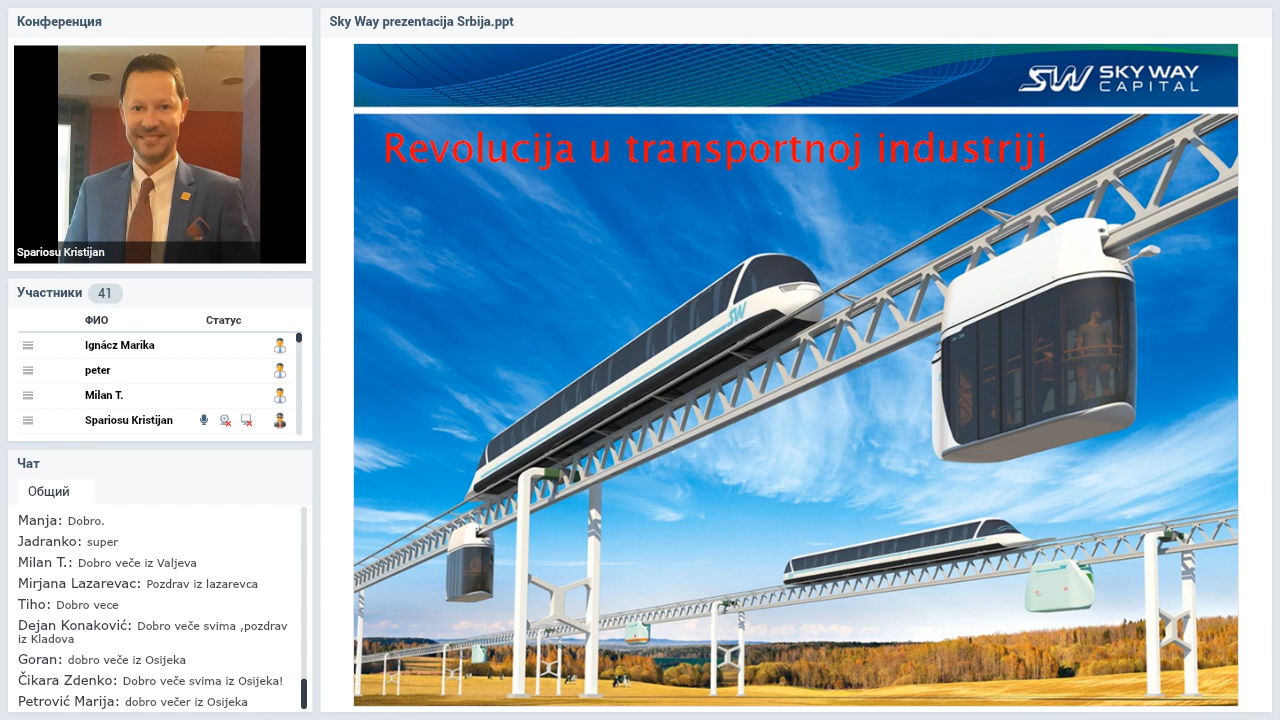 Конференция
Spariosu Kristijan
Участники 41
ФИО Статус
Ignácz Marika
peter
Milan T.
Spariosu Kristijan
Чат
Общий
Manja: Dobro.
Jadranko: super
Milan T.: Dobro veče iz Valjeva
Mirjana Lazarevac: Pozdrav iz lazarevca
Tiho: Dobro vece
Dejan Konaković: Dobro veče svima ,pozdrav
iz Kladova
Goran: dobro veče iz Osijeka
Čikara Zdenko: Dobro veče svima iz Osijeka!
Petrović Marija: dobro večer iz Osijeka
Sky Way prezentacija Srbija.ppt
SW SKY WAY
CAPITAL
Revolucija u transportnoj industriji
SW